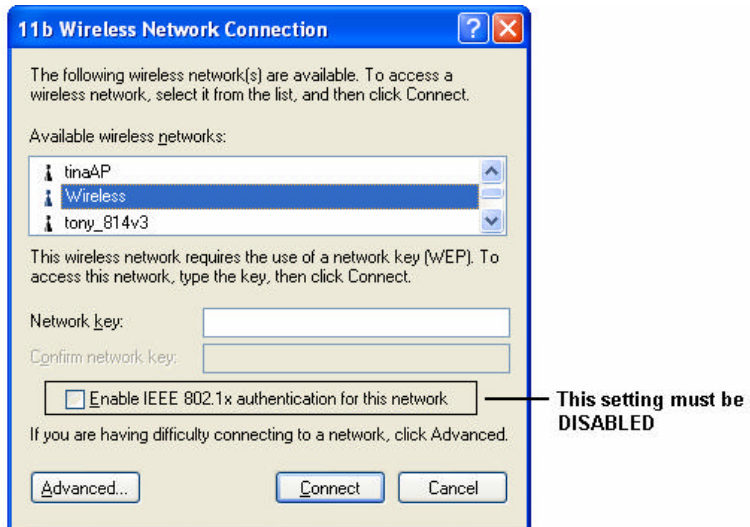 11b Wireless Network Connection
The following wireless network(s) are available. To access a
wireless network, select it from the list, and then click Connect.
Available wireless networks:
tinaAP
Wireless
tony_814v3
This wireless network requires the use of a network key (WEP). To
access this network, type the key, then click Connect.
Network key:
Confirm network key:
Enable IEEE 802.1x authentication for this network
This setting must be
DISABLED
If you are having difficulty connecting to a network, click Advanced.
Advanced...
Connect
Cancel